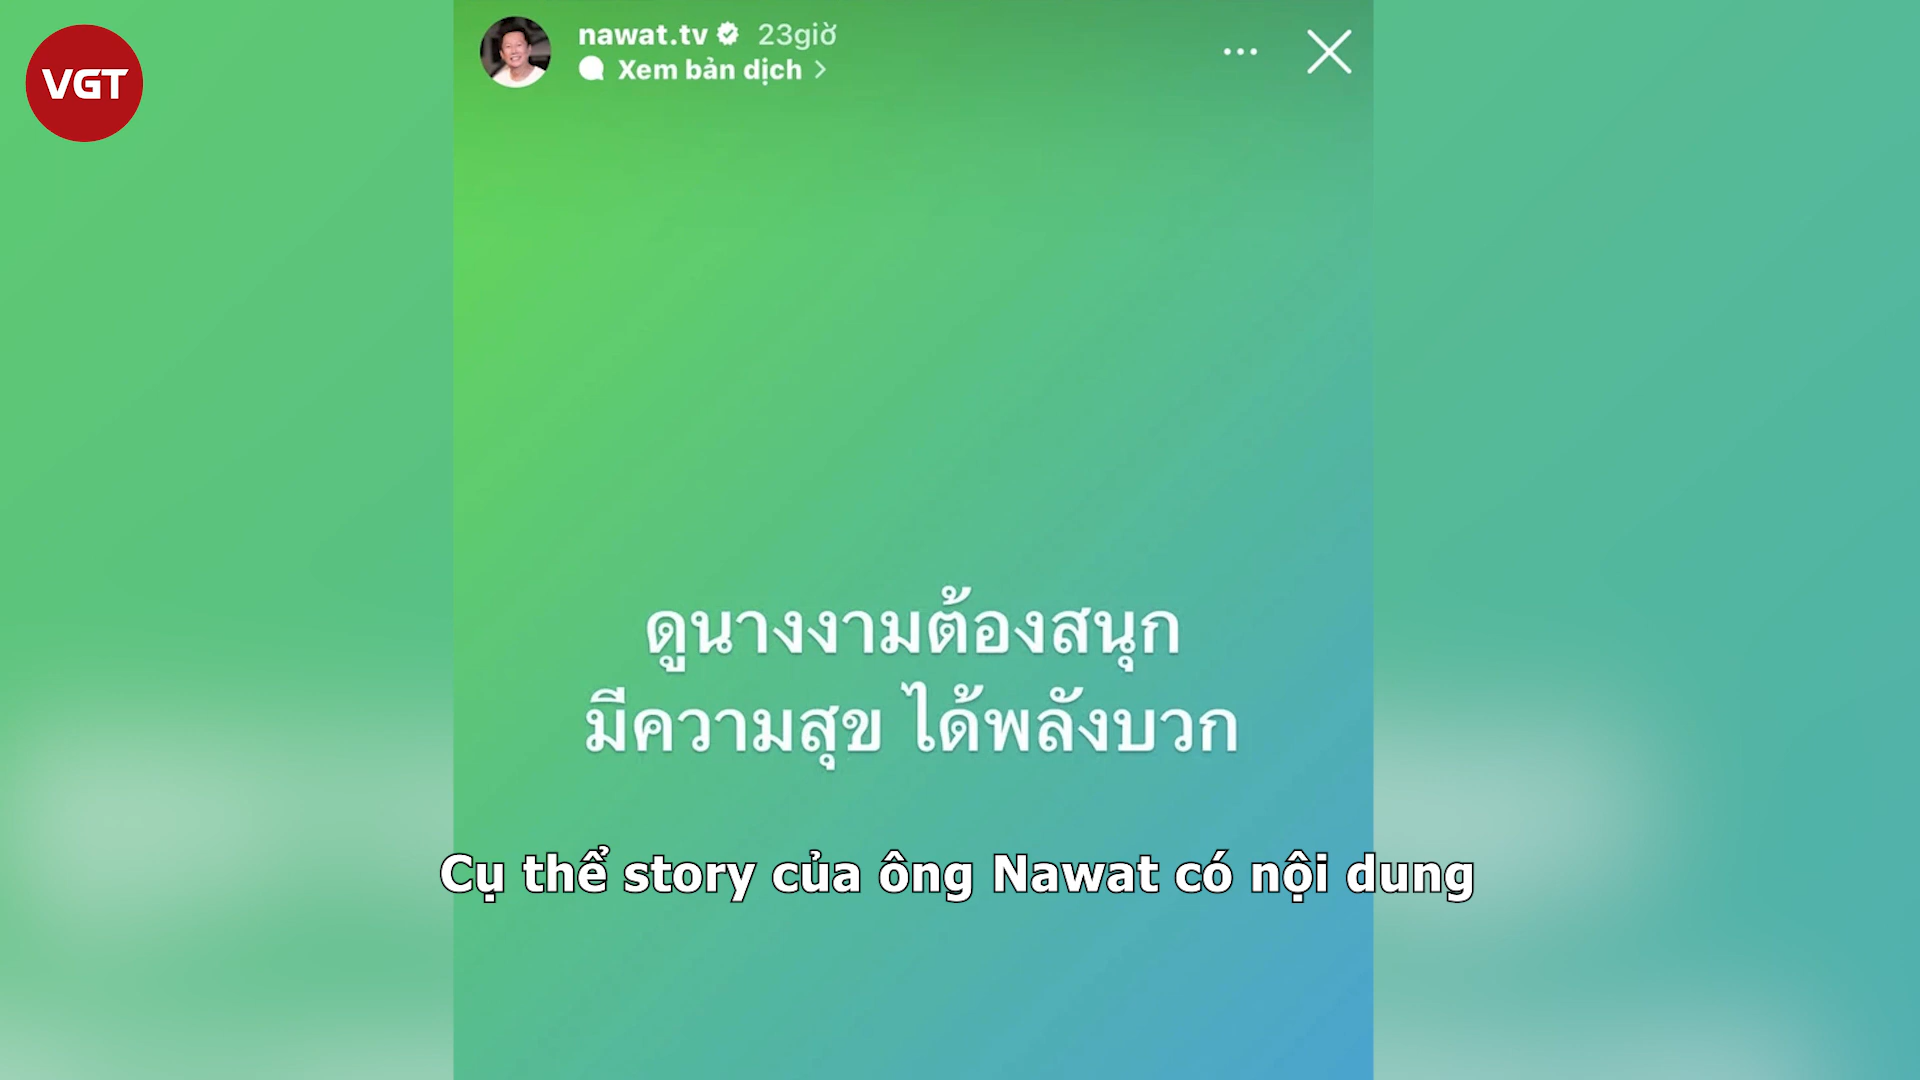 VGT
nawat.tv 23giờ
Xem bản dịch
ดูนางงามต้องสนุก
มีความสุข ได้พลังบวก
Cụ thể story của ông Nawat có nội dung